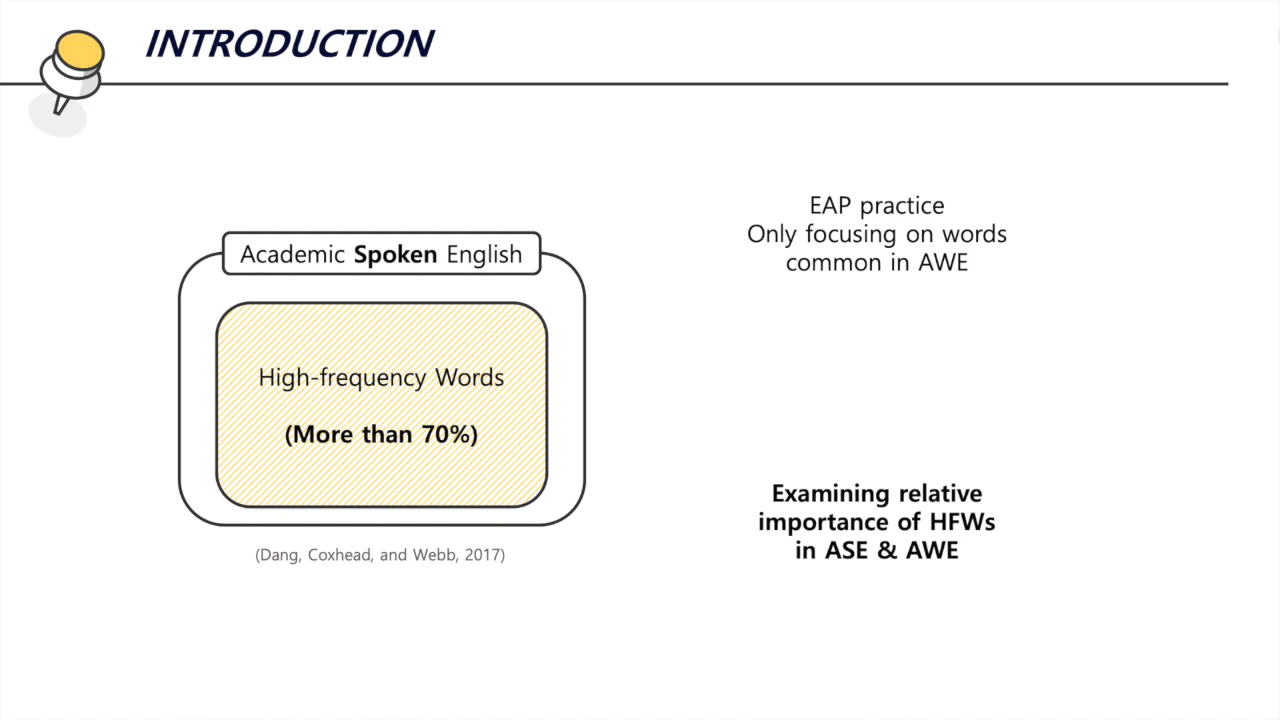 INTRODUCTION
Academic Spoken English
High-frequency Words
(More than 70%)
(Dang, Coxhead, and Webb, 2017)
EAP practice
Only focusing on words
common in AWE
Examining relative
importance of HFWs
in ASE & AWE